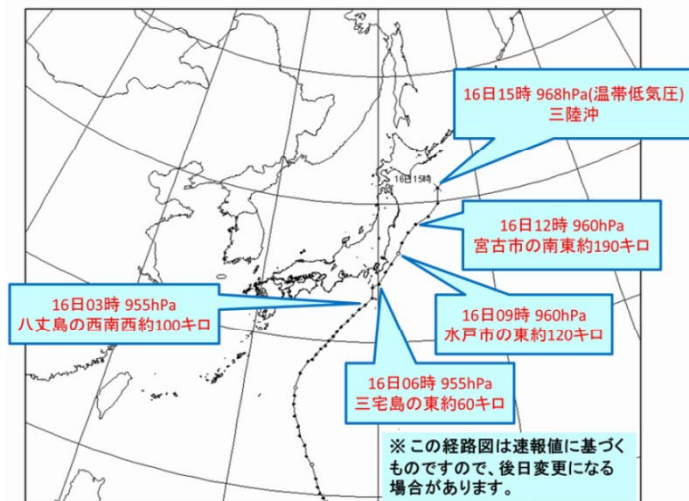 16日15時 968hPa(温帯低気圧)
三陸沖
16日15時
16日12時 960hPa
宮古市の南東約190キロ
16日03時 955hPa
八丈島の西南西約100キロ
16日09時 960hPa
水戸市の東約120キロ
16日06時 955hPa
三宅島の東約60キロ
※ この経路図は速報値に基づく
ものですので、後日変更になる
場合があります。